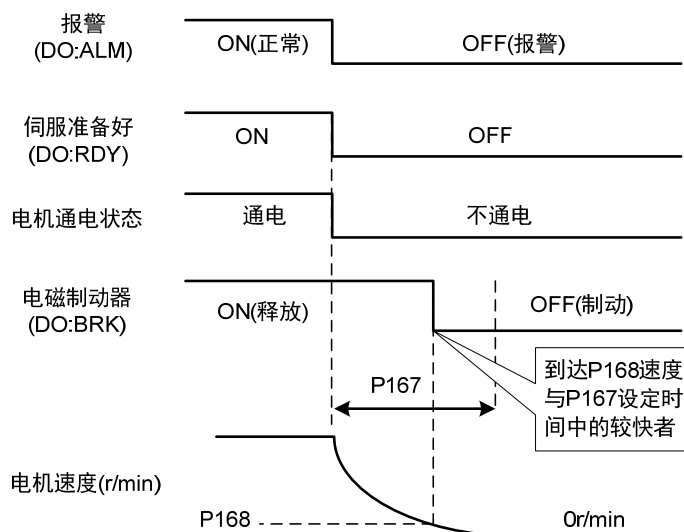 报警
(DO:ALM)
ON(正常)
OFF(报警)
伺服准备好
(DO:RDY)
ON
OFF
电机通电状态
通电
不通电
电磁制动器
(DO:BRK)
ON(释放)
OFF(制动)
P167
到达P168速度
与P167设定时
间中的较快者
电机速度(r/min)
P168
0r/min